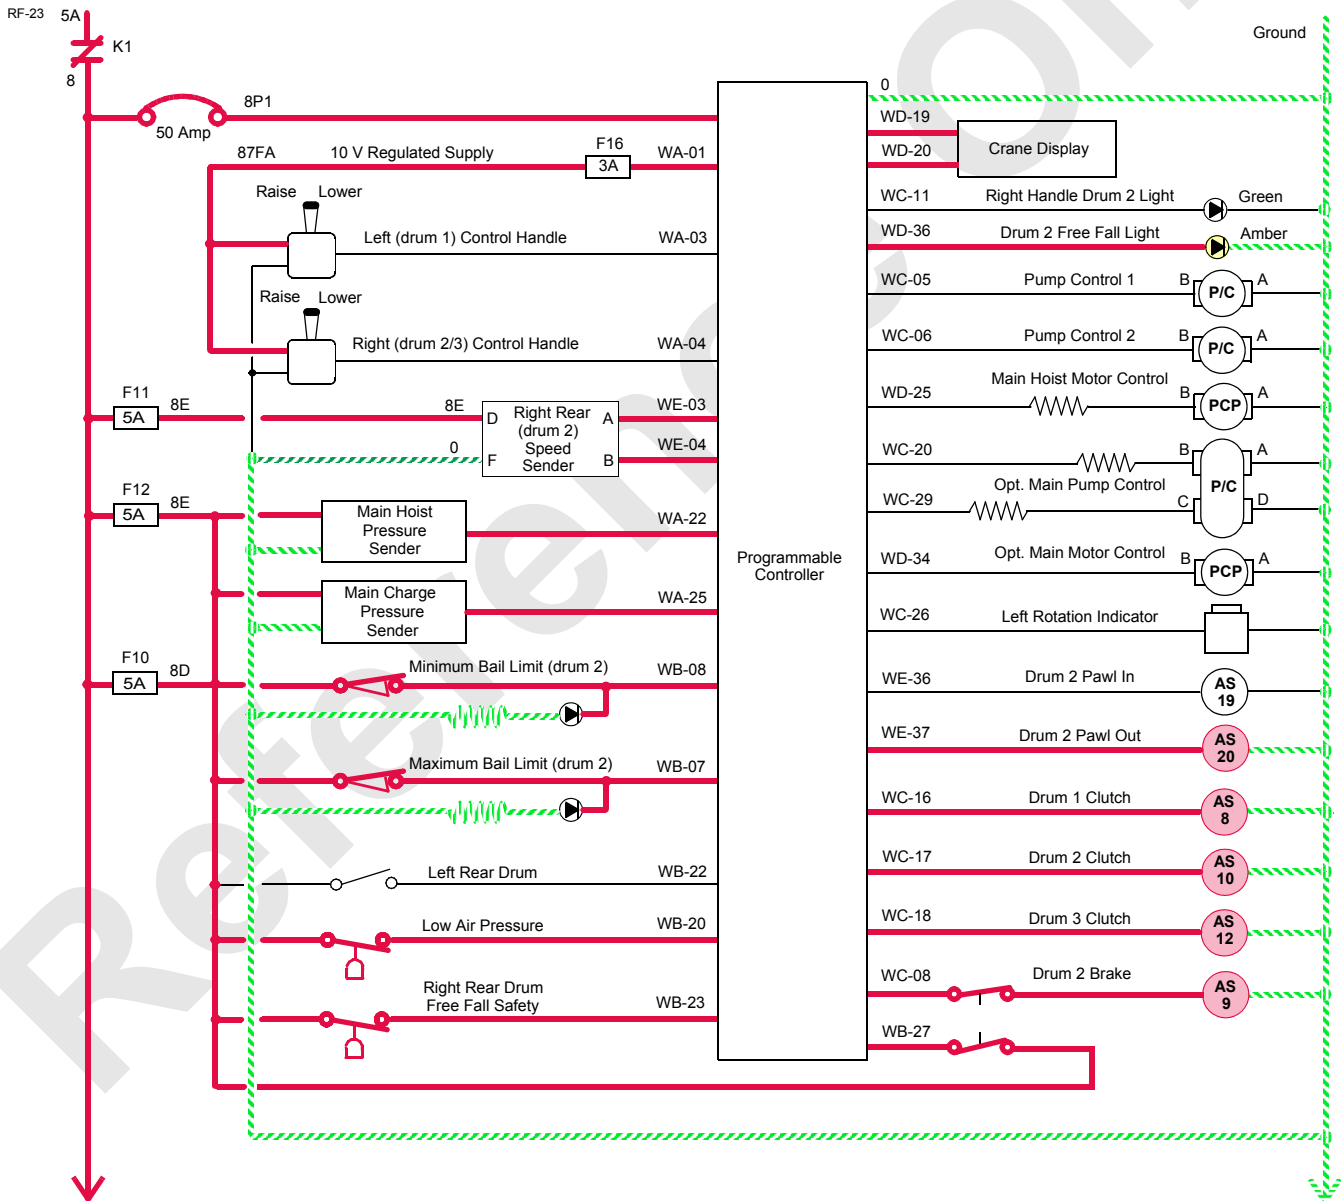 RF-23 5A
Ground
K1
8
8P1
50 Amp
0
WD-19
WD-20
Crane Display
87FA 10 V Regulated Supply
F16
3A
WA-01
Raise Lower
Left (drum 1) Control Handle
WA-03
WC-11 Right Handle Drum 2 Light Green
WD-36 Drum 2 Free Fall Light Amber
Raise Lower
Right (drum 2/3) Control Handle
WA-04
WC-05 Pump Control 1 B P/C A
WC-06 Pump Control 2 B P/C A
F11
5A
8E
8E
D Right Rear A
(drum 2)
Speed
F Sender B
0
WE-03
WE-04
WD-25 Main Hoist Motor Control B PCP A
WC-20 B A
Opt. Main Pump Control P/C
WC-29 C D
F12
5A
8E
Main Hoist
Pressure
Sender
WA-22
Programmable
Controller
WD-34 Opt. Main Motor Control B PCP A
Main Charge
Pressure
Sender
WA-25
WC-26 Left Rotation Indicator
F10
5A
8D
Minimum Bail Limit (drum 2)
WB-08
WE-36 Drum 2 Pawl In
AS
19
WE-37 Drum 2 Pawl Out
AS
20
Maximum Bail Limit (drum 2)
WB-07
WC-16 Drum 1 Clutch
AS
8
Left Rear Drum
WB-22
WC-17 Drum 2 Clutch
AS
10
Low Air Pressure
WB-20
WC-18 Drum 3 Clutch
AS
12
Right Rear Drum
Free Fall Safety
WB-23
WC-08 Drum 2 Brake
AS
9
WB-27
Reference On